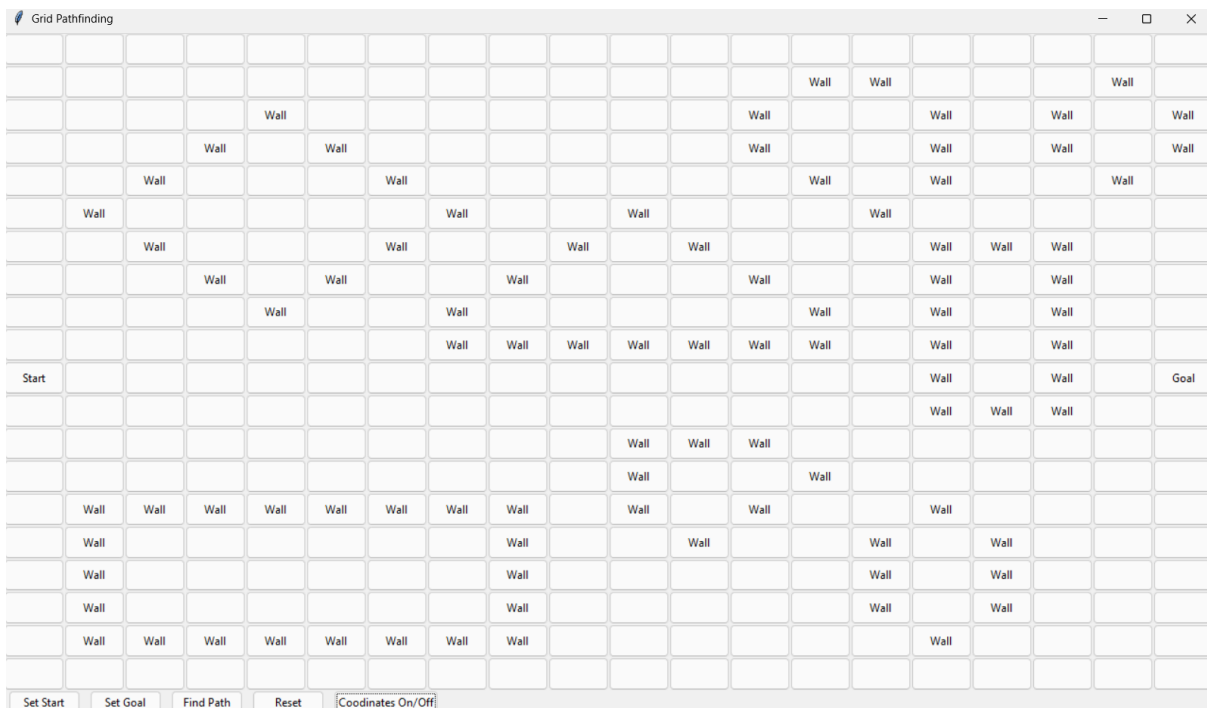 Grid Pathfinding
Wall Wall Wall
Wall Wall Wall Wall Wall
Wall Wall Wall Wall Wall Wall
Wall Wall Wall Wall Wall
Wall Wall Wall Wall
Wall Wall Wall Wall Wall Wall Wall
Wall Wall Wall Wall Wall Wall
Wall Wall Wall Wall Wall
Wall Wall Wall Wall Wall Wall Wall Wall Wall
Start Wall Wall Goal
Wall Wall Wall
Wall Wall Wall
Wall Wall
Wall Wall Wall Wall Wall Wall Wall Wall Wall Wall Wall
Wall Wall Wall Wall Wall
Wall Wall Wall Wall
Wall Wall Wall Wall
Wall Wall Wall Wall Wall Wall Wall Wall Wall
Set Start Set Goal Find Path Reset Coodinates On/Off